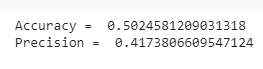 Accuracy =  0.5024581209031318
Precision =  0.4173806609547124